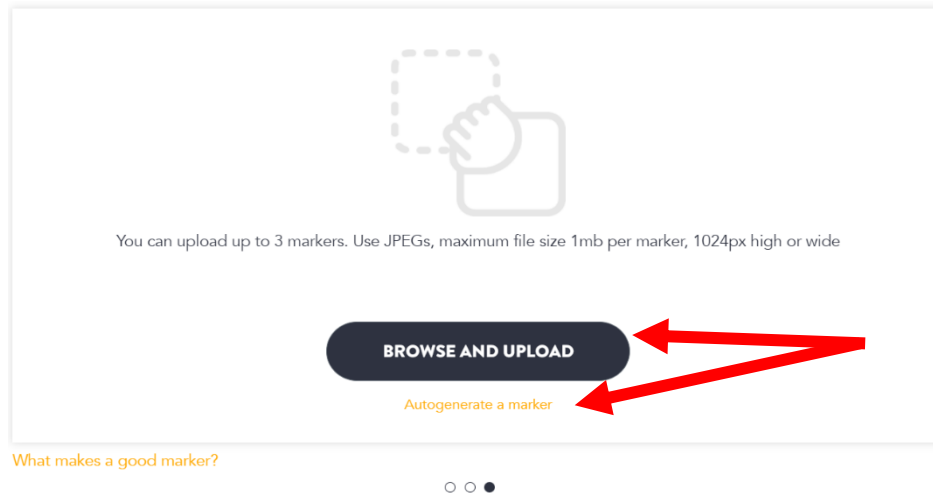 You can upload up to 3 markers. Use JPEGs, maximum file size 1mb per marker, 1024px high or wide
BROWSE AND UPLOAD
Autogenerate a marker
What makes a good marker?